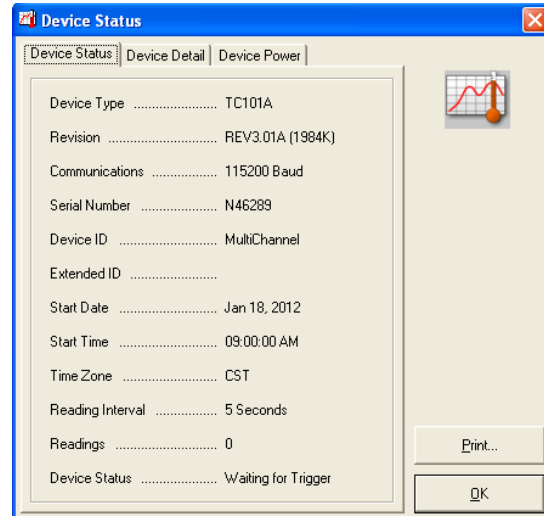 Device Status
Device Status Device Detail Device Power
Device Type ...................... TC101A
Revision ...................... REV3.01A (1984K)
Communications ................. 115200 Baud
Serial Number .................... N46289
Device ID ......................... MultiChannel
Extended ID ......................
Start Date .......................... Jan 18, 2012
Start Time .......................... 09:00:00 AM
Time Zone ........................ CST
Reading Interval ................ 5 Seconds
Readings .......................... 0
Device Status .................... Waiting for Trigger
Print...
OK